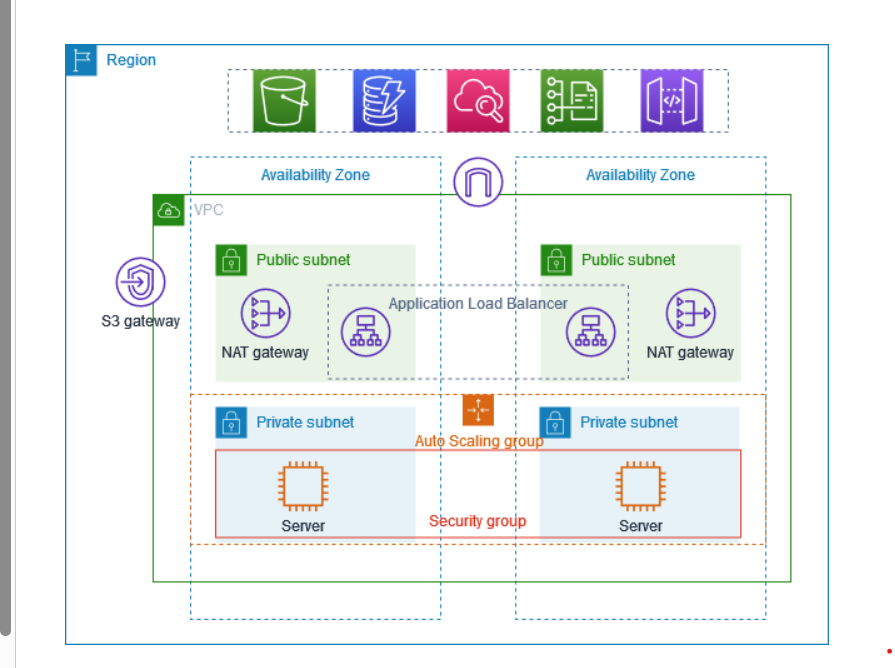 Region
Availability Zone
Availability Zone
VPC
Public subnet
Public subnet
Application Load Balancer
S3 gateway
NAT gateway
NAT gateway
Private subnet
Private subnet
Auto Scaling group
Security group
Server
Server